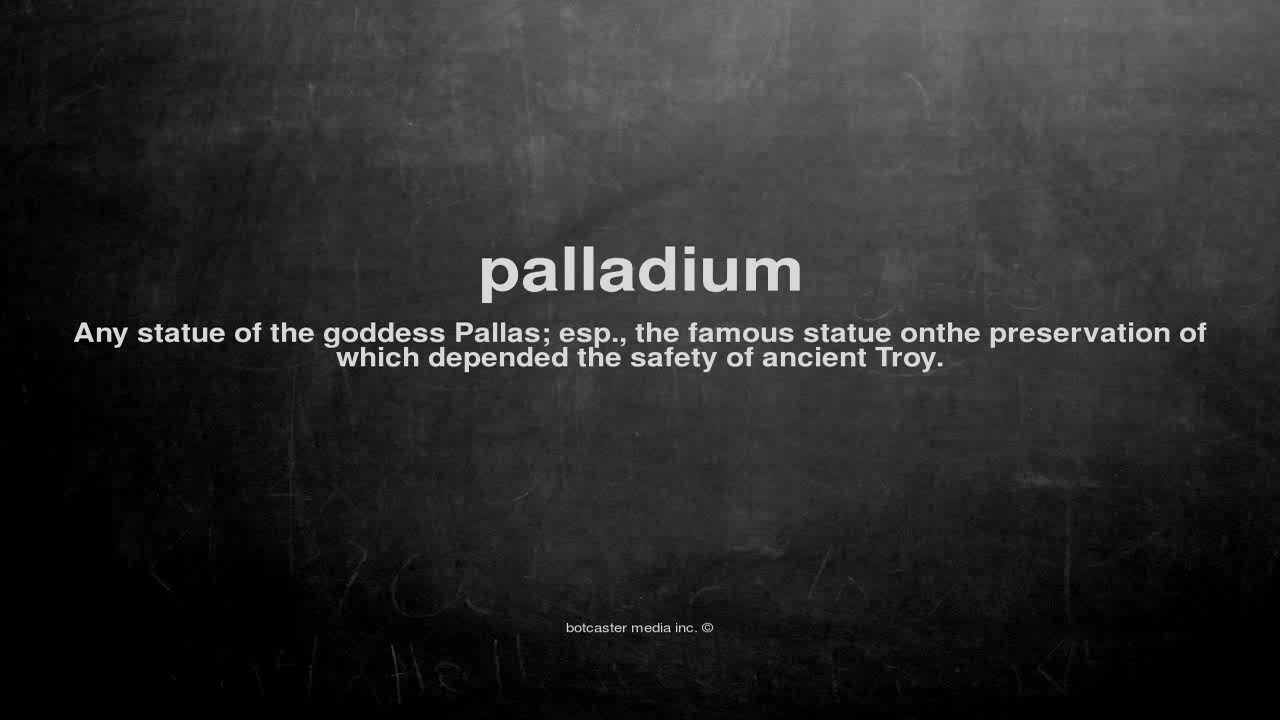 palladium
Any statue of the goddess Pallas; esp., the famous statue onthe preservation of
which depended the safety of ancient Troy.
botcaster media inc. ©